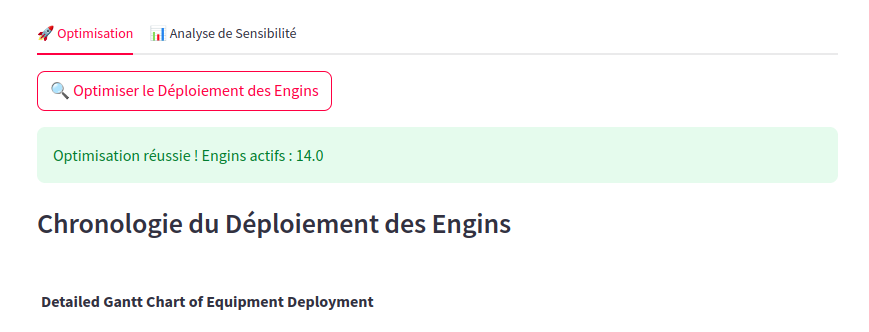 🚀 Optimisation 📊 Analyse de Sensibilité
🔍 Optimiser le Déploiement des Engins
Optimisation réussie ! Engins actifs : 14.0
Chronologie du Déploiement des Engins
Detailed Gantt Chart of Equipment Deployment